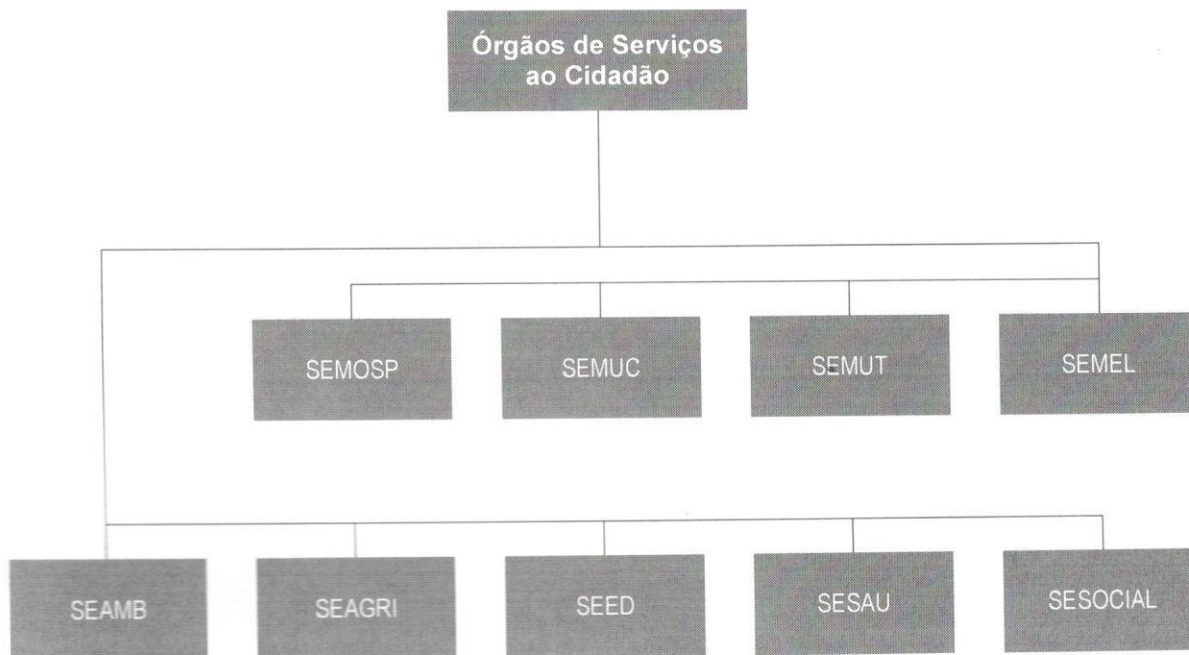 Órgãos de Serviços
ao Cidadão
SEMOSP
SEMUC
SEMUT
SEMEL
SEAMB
SEAGRI
SEED
SESAU
SESOCIAL